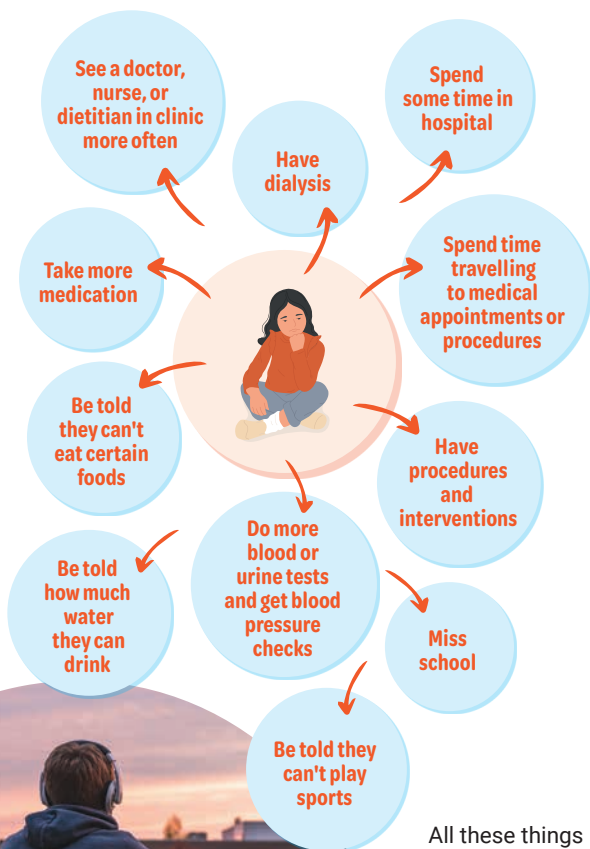 See a doctor,
nurse, or
dietitian in clinic
more often
Spend
some time in
hospital
Have
dialysis
Take more
medication
Spend time
travelling
to medical
appointments or
procedures
Be told
they can't
eat certain
foods
Have
procedures
and
interventions
Do more
blood or
urine tests
and get blood
pressure
checks
Be told
how much
water
they can
drink
Miss
school
Be told they
can't play
sports
All these things